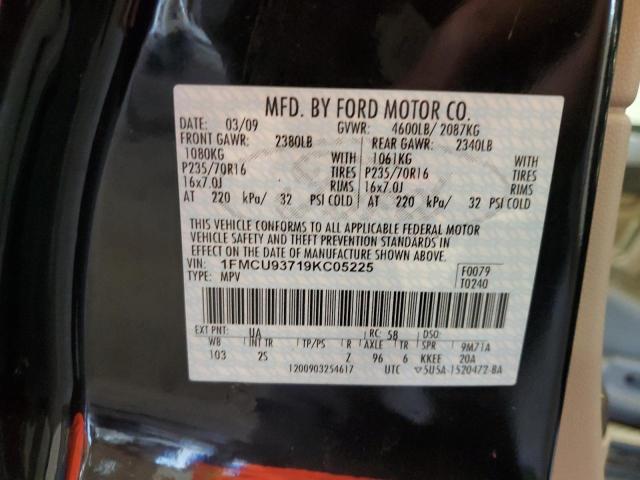 MFD. BY FORD MOTOR CO.
DATE: 03/09 GVWR: 4600LB/ 2087KG
FRONT GAWR: 2380LB REAR GAWR: 2340LB
1080KG WITH 1061KG WITH
P235/70R16 TIRES P235/70R16 TIRES
16x7.0J RIMS 16x7.0J RIMS
AT 220 kPa/ 32 PSI COLD AT 220 kPa/ 32 PSI COLD
THIS VEHICLE CONFORMS TO ALL APPLICABLE FEDERAL MOTOR
VEHICLE SAFETY AND THEFT PREVENTION STANDARDS IN
EFFECT ON THE DATE OF MANUFACTURE SHOWN ABOVE.
VIN: 1FMCU93719KC05225 F0079
TYPE: MPV T0240
EXT PNT: UA RC: 58 DSO:
WB INT TR TP/PS R AXLE TR SPR 9M71A
103 2S Z 96 6 KKEE 20A
1200903254617 UTC ▽5U5A-1520472-BA